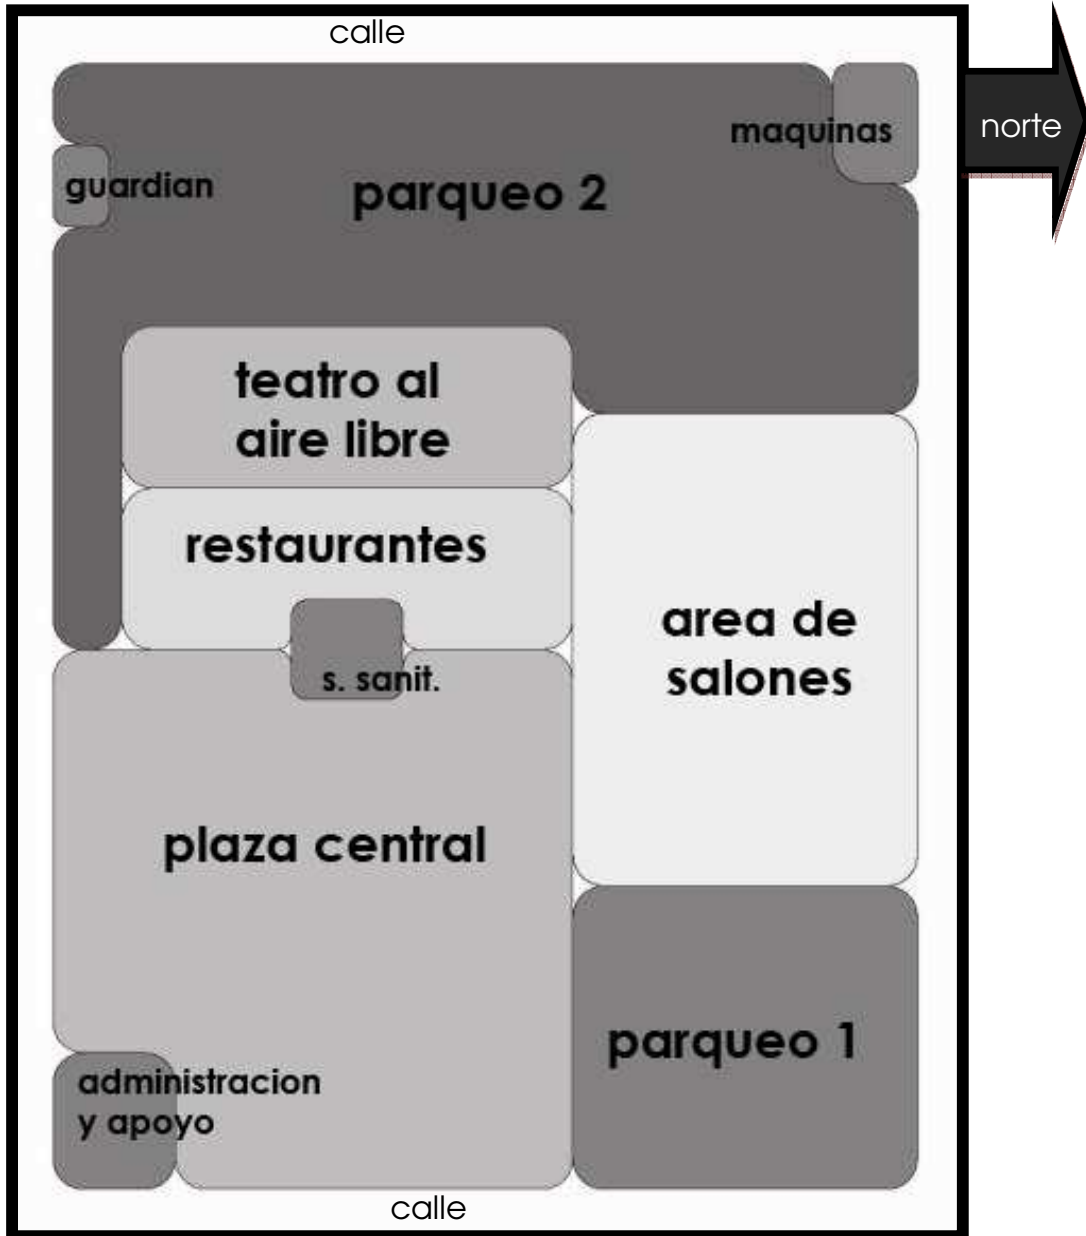 calle
norte
maquinas
guardian
parqueo 2
teatro al
aire libre
restaurantes
area de
salones
s. sanit.
plaza central
parqueo 1
administracion
y apoyo
calle